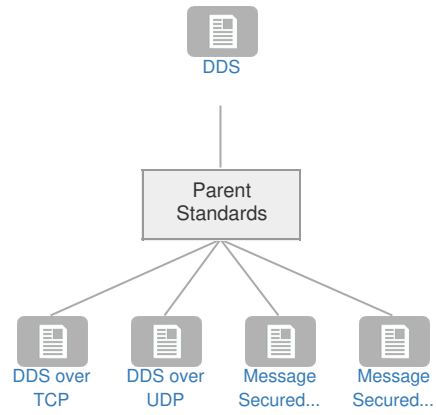 DDS
Parent
Standards
DDS over
TCP
DDS over
UDP
Message
Secured...
Message
Secured...